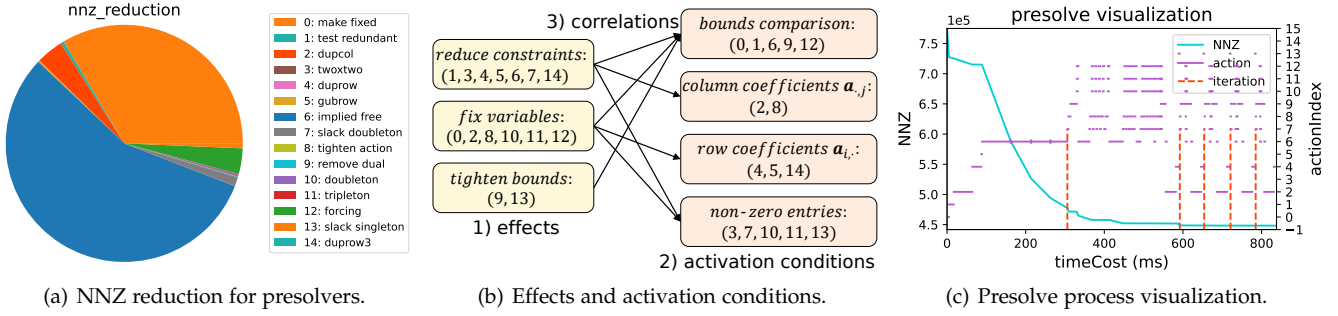 nnz_reduction
0: make fixed
1: test redundant
2: dupcol
3: twoxtwo
4: duprow
5: gubrow
6: implied free
7: slack doubleton
8: tighten action
9: remove dual
10: doubleton
11: tripleton
12: forcing
13: slack singleton
14: duprow3
(a) NNZ reduction for presolvers.
3) correlations
reduce constraints:
(1, 3, 4, 5, 6, 7, 14)
fix variables:
(0, 2, 8, 10, 11, 12)
tighten bounds:
(9, 13)
1) effects
bounds comparison:
(0, 1, 6, 9, 12)
column coefficients a·,j:
(2, 8)
row coefficients ai,·:
(4, 5, 14)
non-zero entries:
(3, 7, 10, 11, 13)
2) activation conditions
(b) Effects and activation conditions.
presolve visualization
1e5
NNZ
action
iteration
7.5
7.0
6.5
6.0
5.5
5.0
4.5
NNZ
0
200
400
600
800
timeCost (ms)
15
14
13
12
11
10
9
8
7
6
5
4
3
2
1
0
−1
actionIndex
(c) Presolve process visualization.